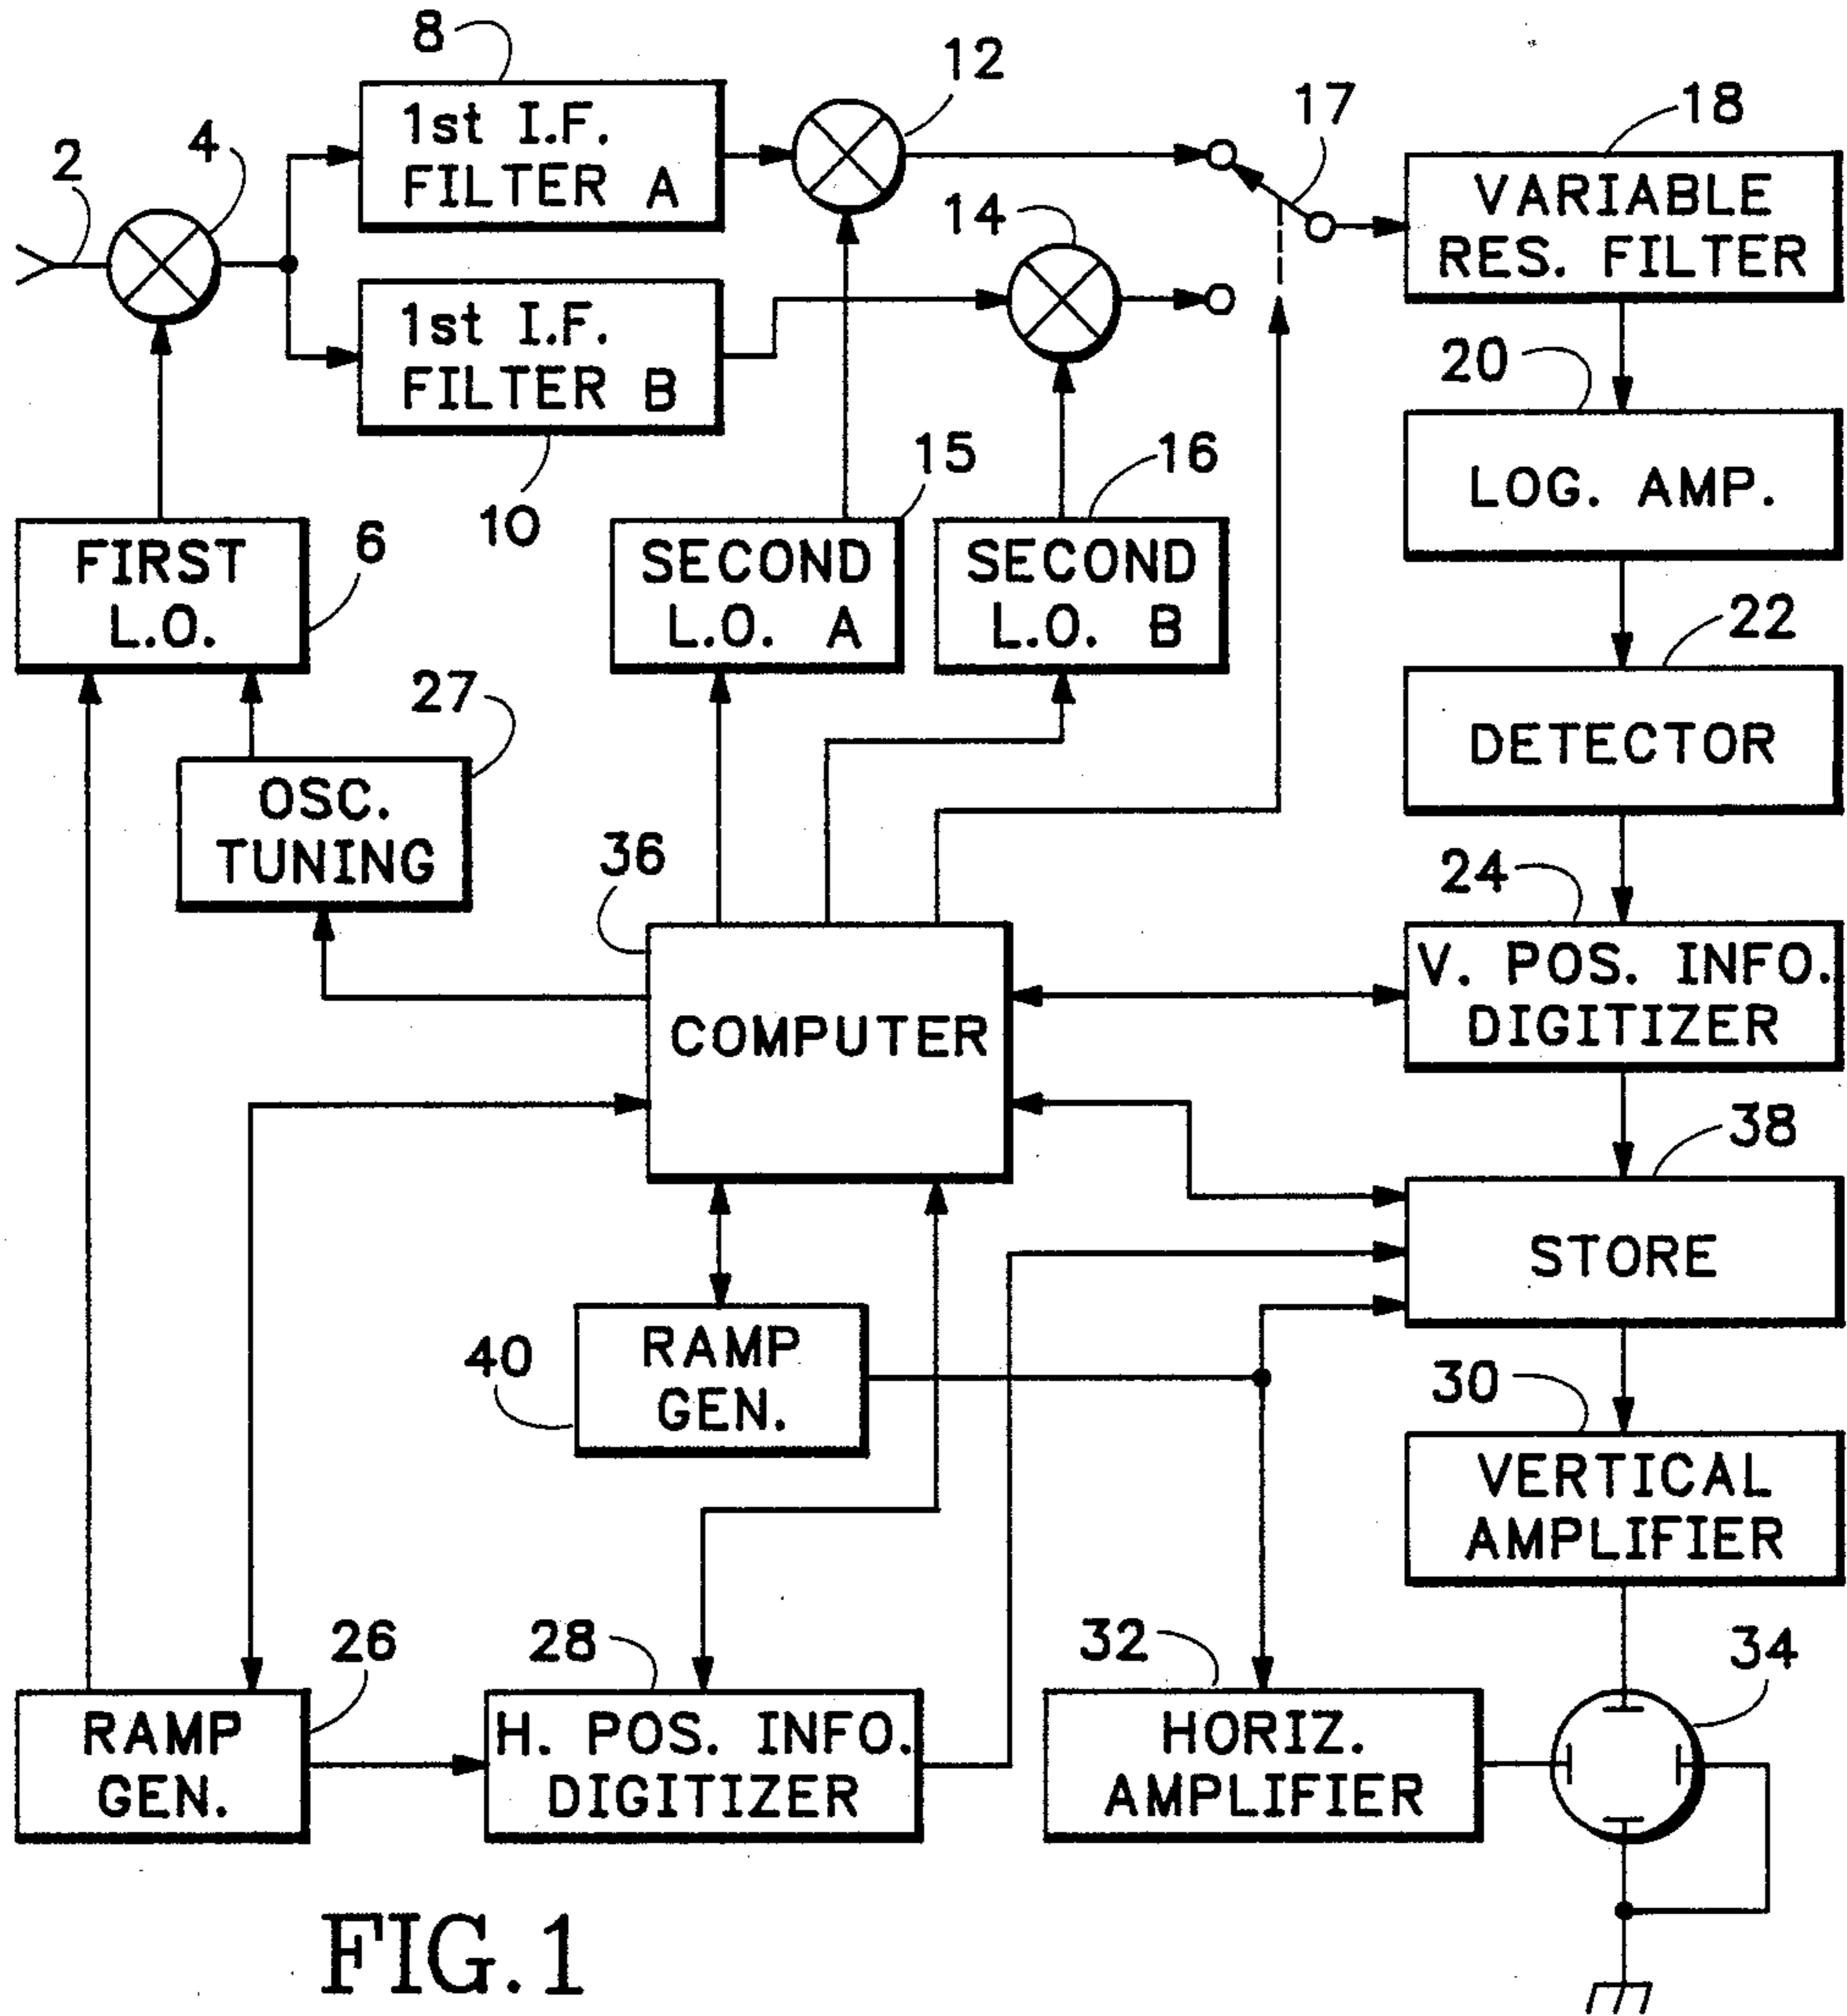 8
12
17
18
1st I.F.
FILTER A
2
4
VARIABLE
RES. FILTER
14
1st I.F.
FILTER B
20
10
15
16
LOG. AMP.
FIRST
L.O.
6
SECOND
L.O. A
SECOND
L.O. B
22
27
DETECTOR
OSC.
TUNING
36
24
V. POS. INFO.
DIGITIZER
COMPUTER
38
STORE
40
RAMP
GEN.
30
VERTICAL
AMPLIFIER
26
28
32
34
RAMP
GEN.
H. POS. INFO.
DIGITIZER
HORIZ.
AMPLIFIER
FIG. 1